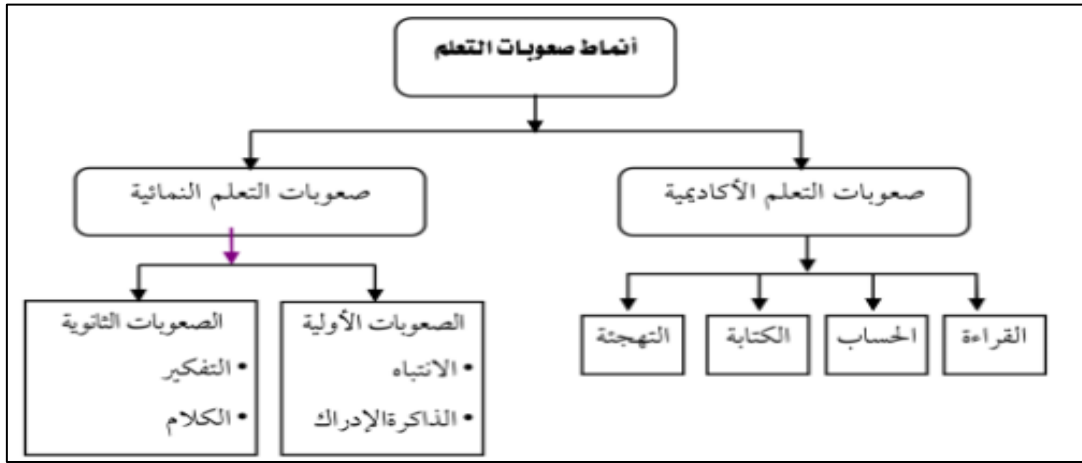 أنماط صعوبات التعلم
صعوبات التعلم الأكاديمية
صعوبات التعلم النمائية
القراءة
الحساب
الكتابة
التهجئة
الصعوبات الأولية
• الانتباه
• الذاكرةالإدراك
الصعوبات الثانوية
• التفكير
• الكلام